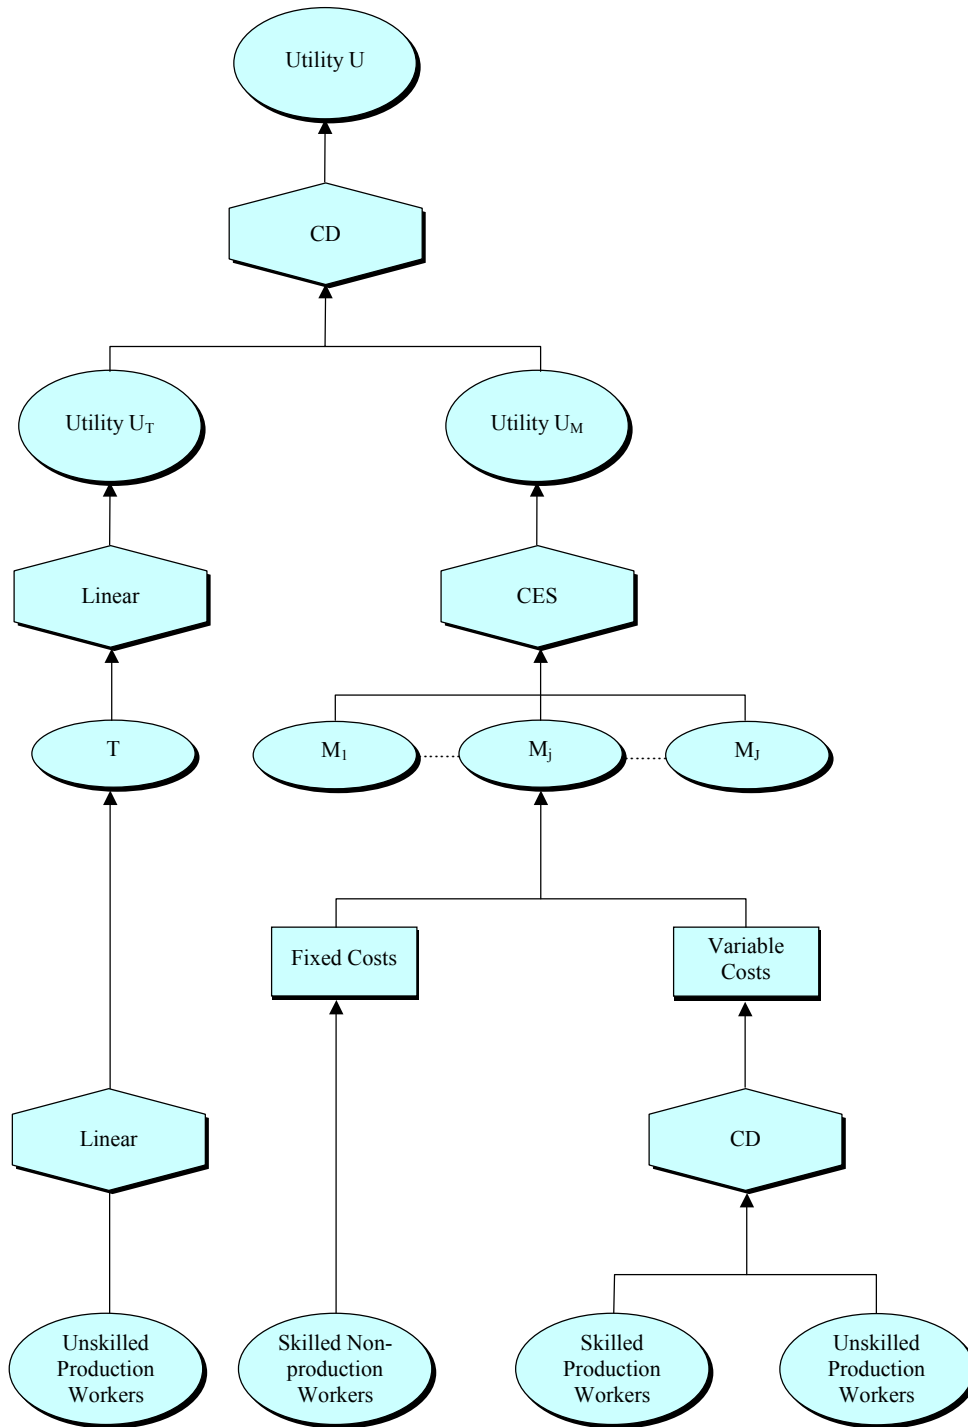 Utility U
CD
Utility U_T
Utility U_M
Linear
CES
T
M_1
M_j
M_J
Fixed Costs
Variable
Costs
Linear
CD
Unskilled
Production
Workers
Skilled Non-
production
Workers
Skilled
Production
Workers
Unskilled
Production
Workers